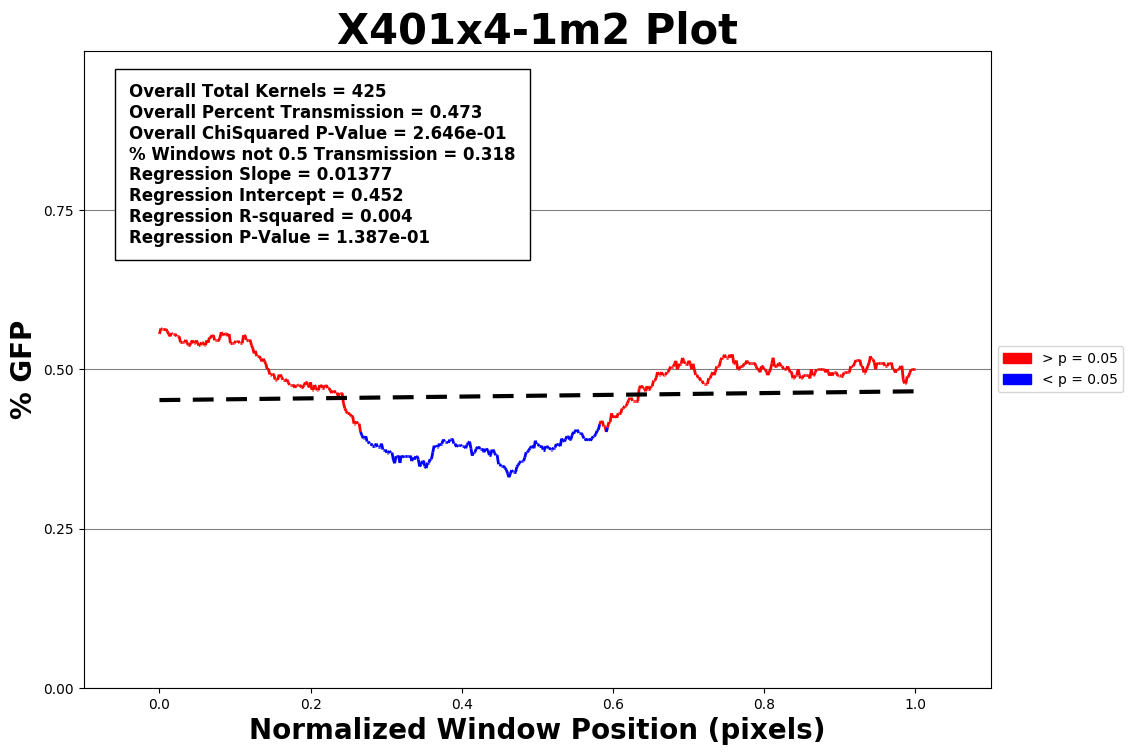 X401x4-1m2 Plot
Overall Total Kernels = 425
Overall Percent Transmission = 0.473
Overall ChiSquared P-Value = 2.646e-01
% Windows not 0.5 Transmission = 0.318
Regression Slope = 0.01377
Regression Intercept = 0.452
Regression R-squared = 0.004
Regression P-Value = 1.387e-01
% GFP
0.75
0.50
0.25
0.00
> p = 0.05
< p = 0.05
0.0 0.2 0.4 0.6 0.8 1.0
Normalized Window Position (pixels)